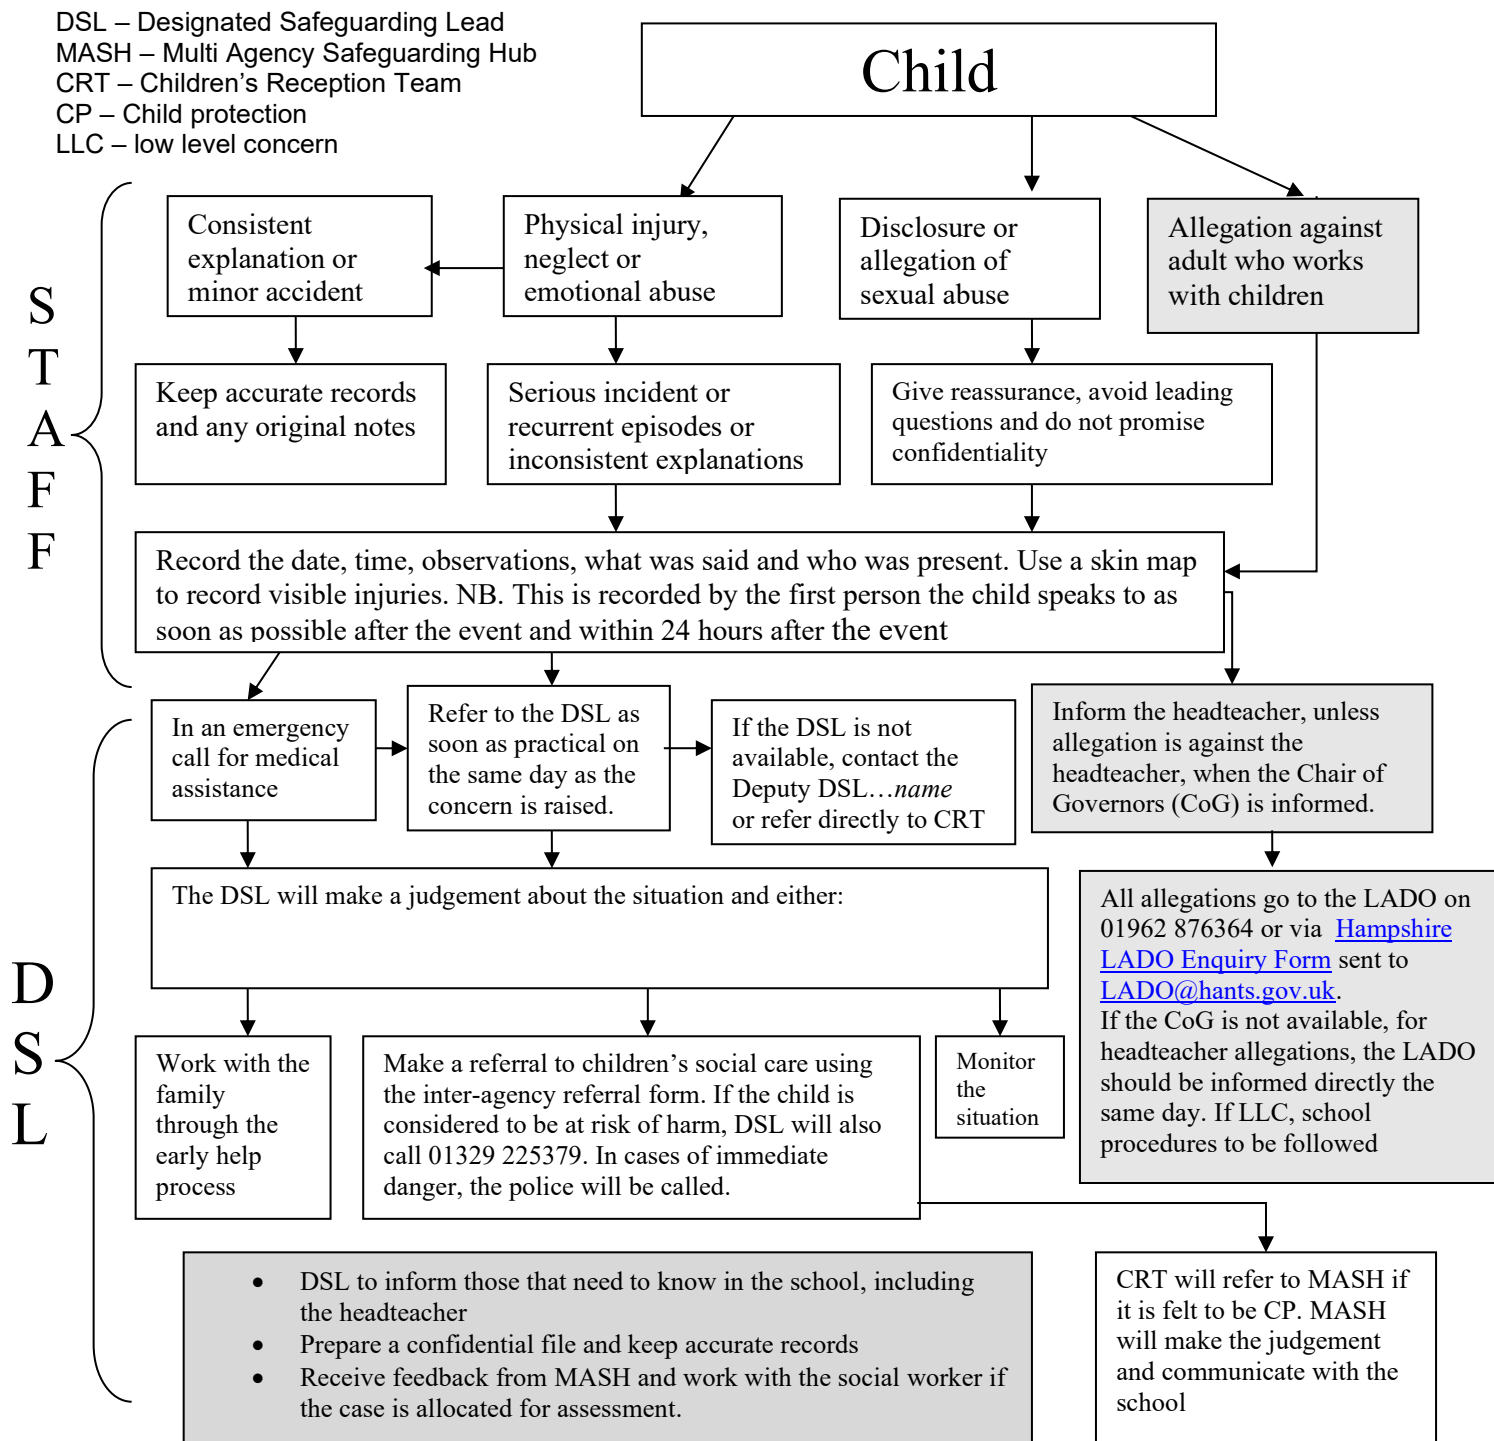 DSL – Designated Safeguarding Lead
MASH – Multi Agency Safeguarding Hub
CRT – Children’s Reception Team
CP – Child protection
LLC – low level concern
Child
S
T
A
F
F
Consistent
explanation or
minor accident
Physical injury,
neglect or
emotional abuse
Disclosure or
allegation of
sexual abuse
Allegation against
adult who works
with children
Keep accurate records
and any original notes
Serious incident or
recurrent episodes or
inconsistent explanations
Give reassurance, avoid leading
questions and do not promise
confidentiality
Record the date, time, observations, what was said and who was present. Use a skin map
to record visible injuries. NB. This is recorded by the first person the child speaks to as
soon as possible after the event and within 24 hours after the event
D
S
L
In an emergency
call for medical
assistance
Refer to the DSL as
soon as practical on
the same day as the
concern is raised.
If the DSL is not
available, contact the
Deputy DSL…name
or refer directly to CRT
Inform the headteacher, unless
allegation is against the
headteacher, when the Chair of
Governors (CoG) is informed.
The DSL will make a judgement about the situation and either:
All allegations go to the LADO on
01962 876364 or via Hampshire
LADO Enquiry Form sent to
LADO@hants.gov.uk.
If the CoG is not available, for
headteacher allegations, the LADO
should be informed directly the
same day. If LLC, school
procedures to be followed
Work with the
family
through the
early help
process
Make a referral to children’s social care using
the inter-agency referral form. If the child is
considered to be at risk of harm, DSL will also
call 01329 225379. In cases of immediate
danger, the police will be called.
Monitor
the
situation
• DSL to inform those that need to know in the school, including
the headteacher
• Prepare a confidential file and keep accurate records
• Receive feedback from MASH and work with the social worker if
the case is allocated for assessment.
CRT will refer to MASH if
it is felt to be CP. MASH
will make the judgement
and communicate with the
school